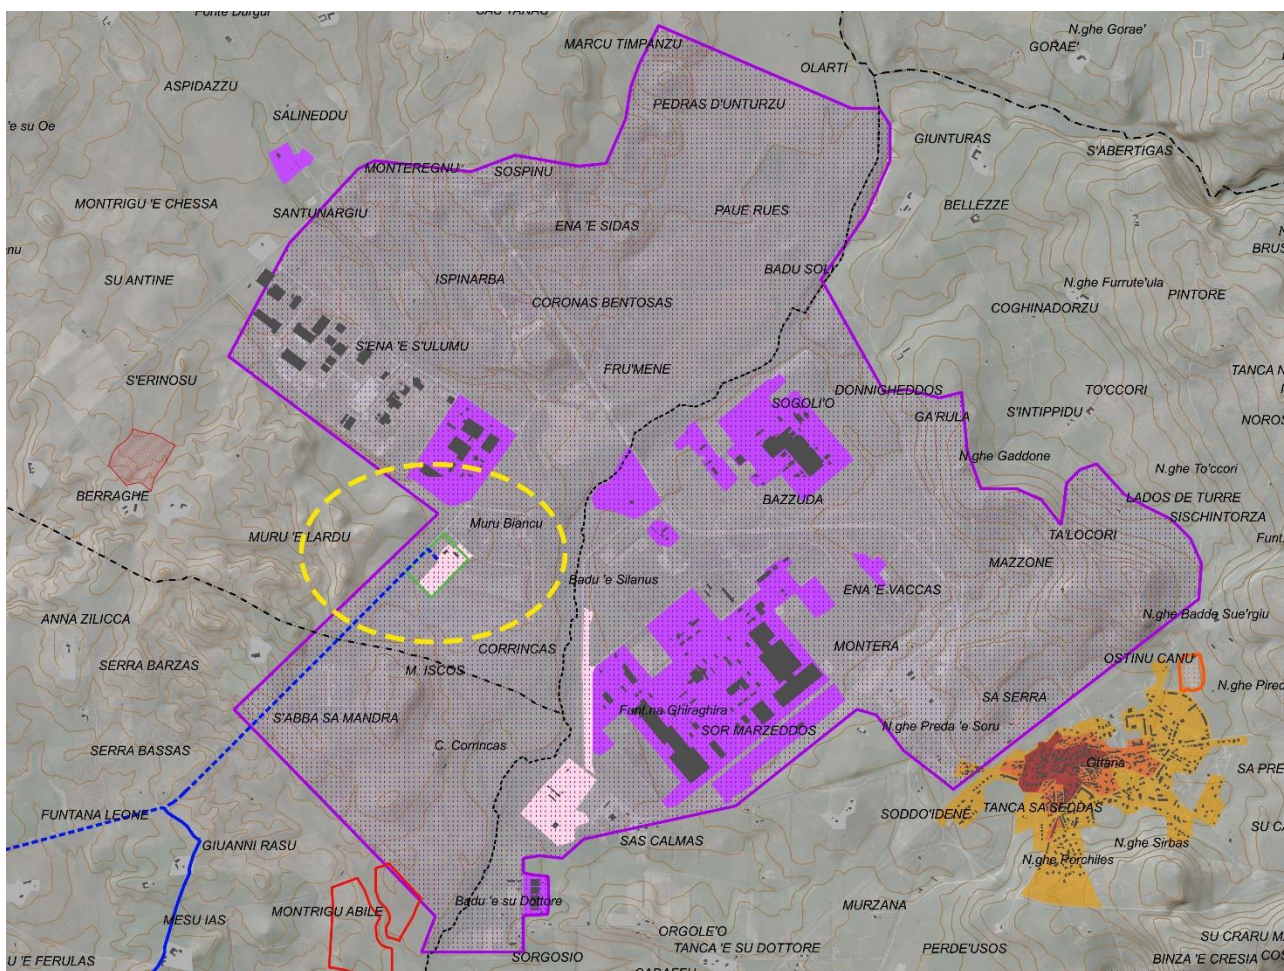 MARCU TIMPANZU
N.ghe Gorae'
GORAE'
OLARTI
ASPIDAZZU
PEDRAS D'UNTURZU
SALINEDDU
'e su Oe
GIUNTURAS
S'ABERTIGAS
MONTEREGNU
SOSPINU
MONTRIGU 'E CHESSA
SANTUNARGIU
PAUE RUES
BELLEZZE
ENA 'E SIDAS
BADU SOLI
SU ANTINE
ISPINARBA
N.ghe Furrute'ula
PINTORE
CORONAS BENTOSAS
COGHINADORZU
S'ENA 'E S'ULUMU
FRU'MENE
S'ERINOSU
DONNIGHEDDOS
TO'CCORI
SOGOLI'O
GA'RULA
S'INTIPPIDU
N.ghe Gaddone
N.ghe To'ccori
BERRAGHE
BAZZUDA
LADOS DE TURRE
SISCHINTORZA
Muru Biancu
MURU 'E LARDU
TA'LOCORI
MAZZONE
Badu 'e Silanus
ENA 'E VACCAS
ANNA ZILICCA
N.ghe Badde Sue'rgiu
CORRINCAS
MONTERA
SERRA BARZAS
M. ISCOS
OSTINU CANU
SA SERRA
S'ABBA SA MANDRA
Funt.na Ghiraghira
SOR MARZEDDOS
N.ghe Preda 'e Soru
C. Corrincas
SERRA BASSAS
Ottana
FUNTANA LEONE
SODDO'IDENE
TANCA SA SEDDAS
GIUANNI RASU
SAS CALMAS
N.ghe Sirbas
N.ghe Porchiles
MONTRIGU ABILE
Badu 'e su Dottore
MESU IAS
MURZANA
ORGOLE'O
TANCA 'E SU DOTTORE
PERDE'USOS
SU CRARU M
U 'E FERULAS
SORGOSIO
BINZA 'E CRESIA